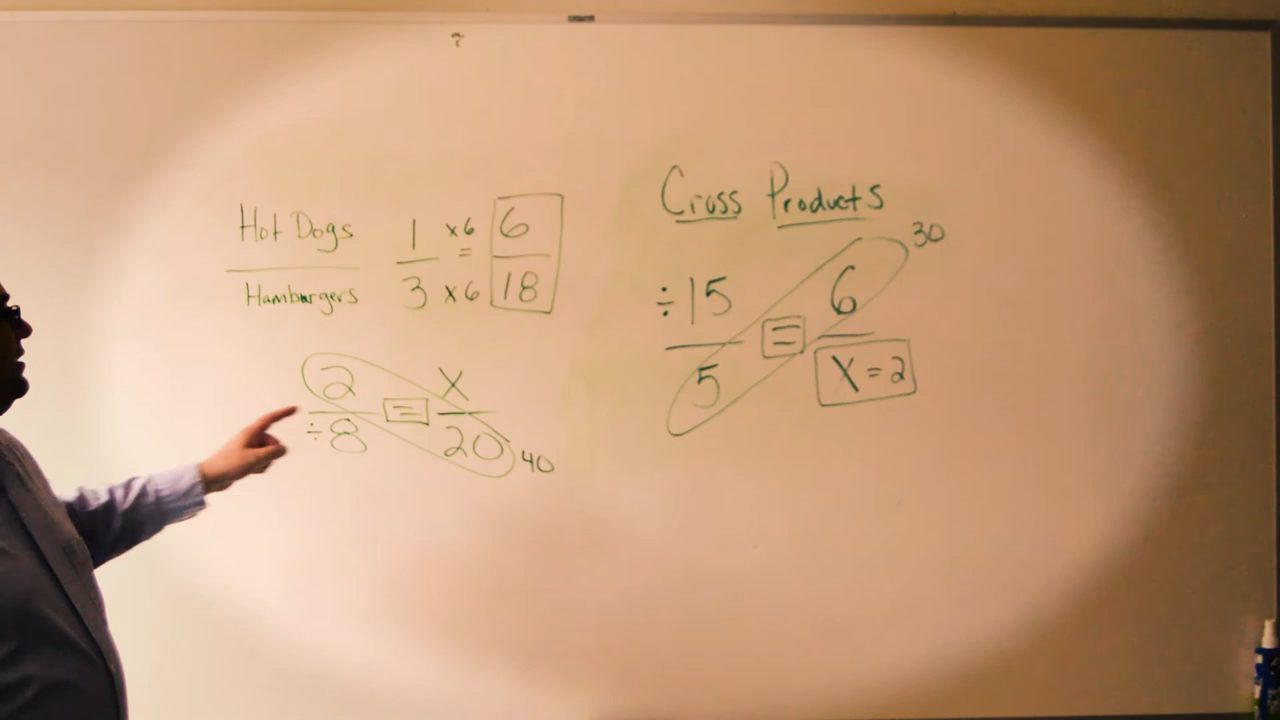 ?
Hot Dogs 1 x6 = 6
Hamburgers 3 x6 18
2 = X
÷8 20 40
Cross Products
30
÷15 = 6
5 X = 2